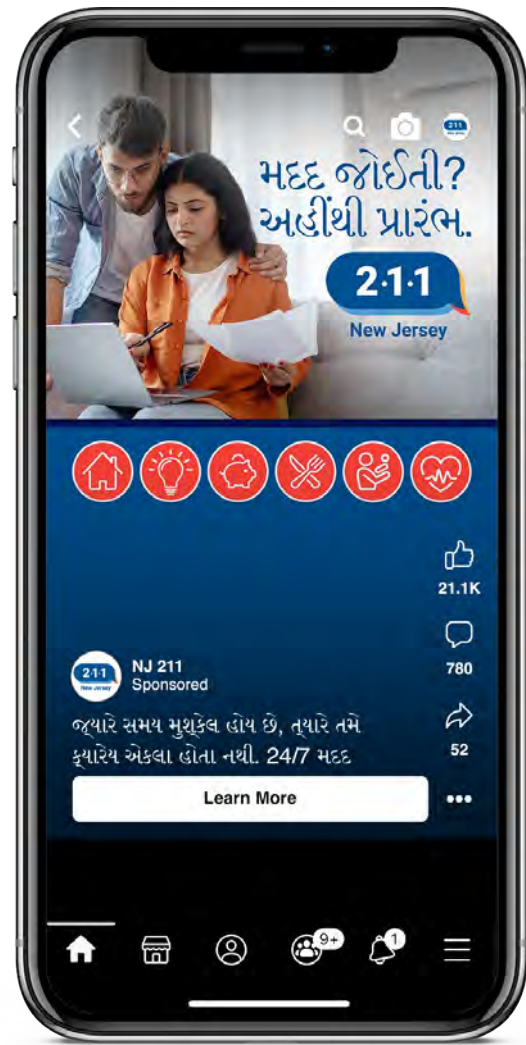 211
મદદ જોઈતી?
અહીંથી પ્રારંભ.
2·1·1
New Jersey
21.1K
780
2·1·1
New Jersey
NJ 211
Sponsored
જ્યારે સમય મુશ્કેલ હોય છે, ત્યારે તમે
ક્યારેય એકલા હોતા નથી. 24/7 મદદ
52
Learn More
9+
1